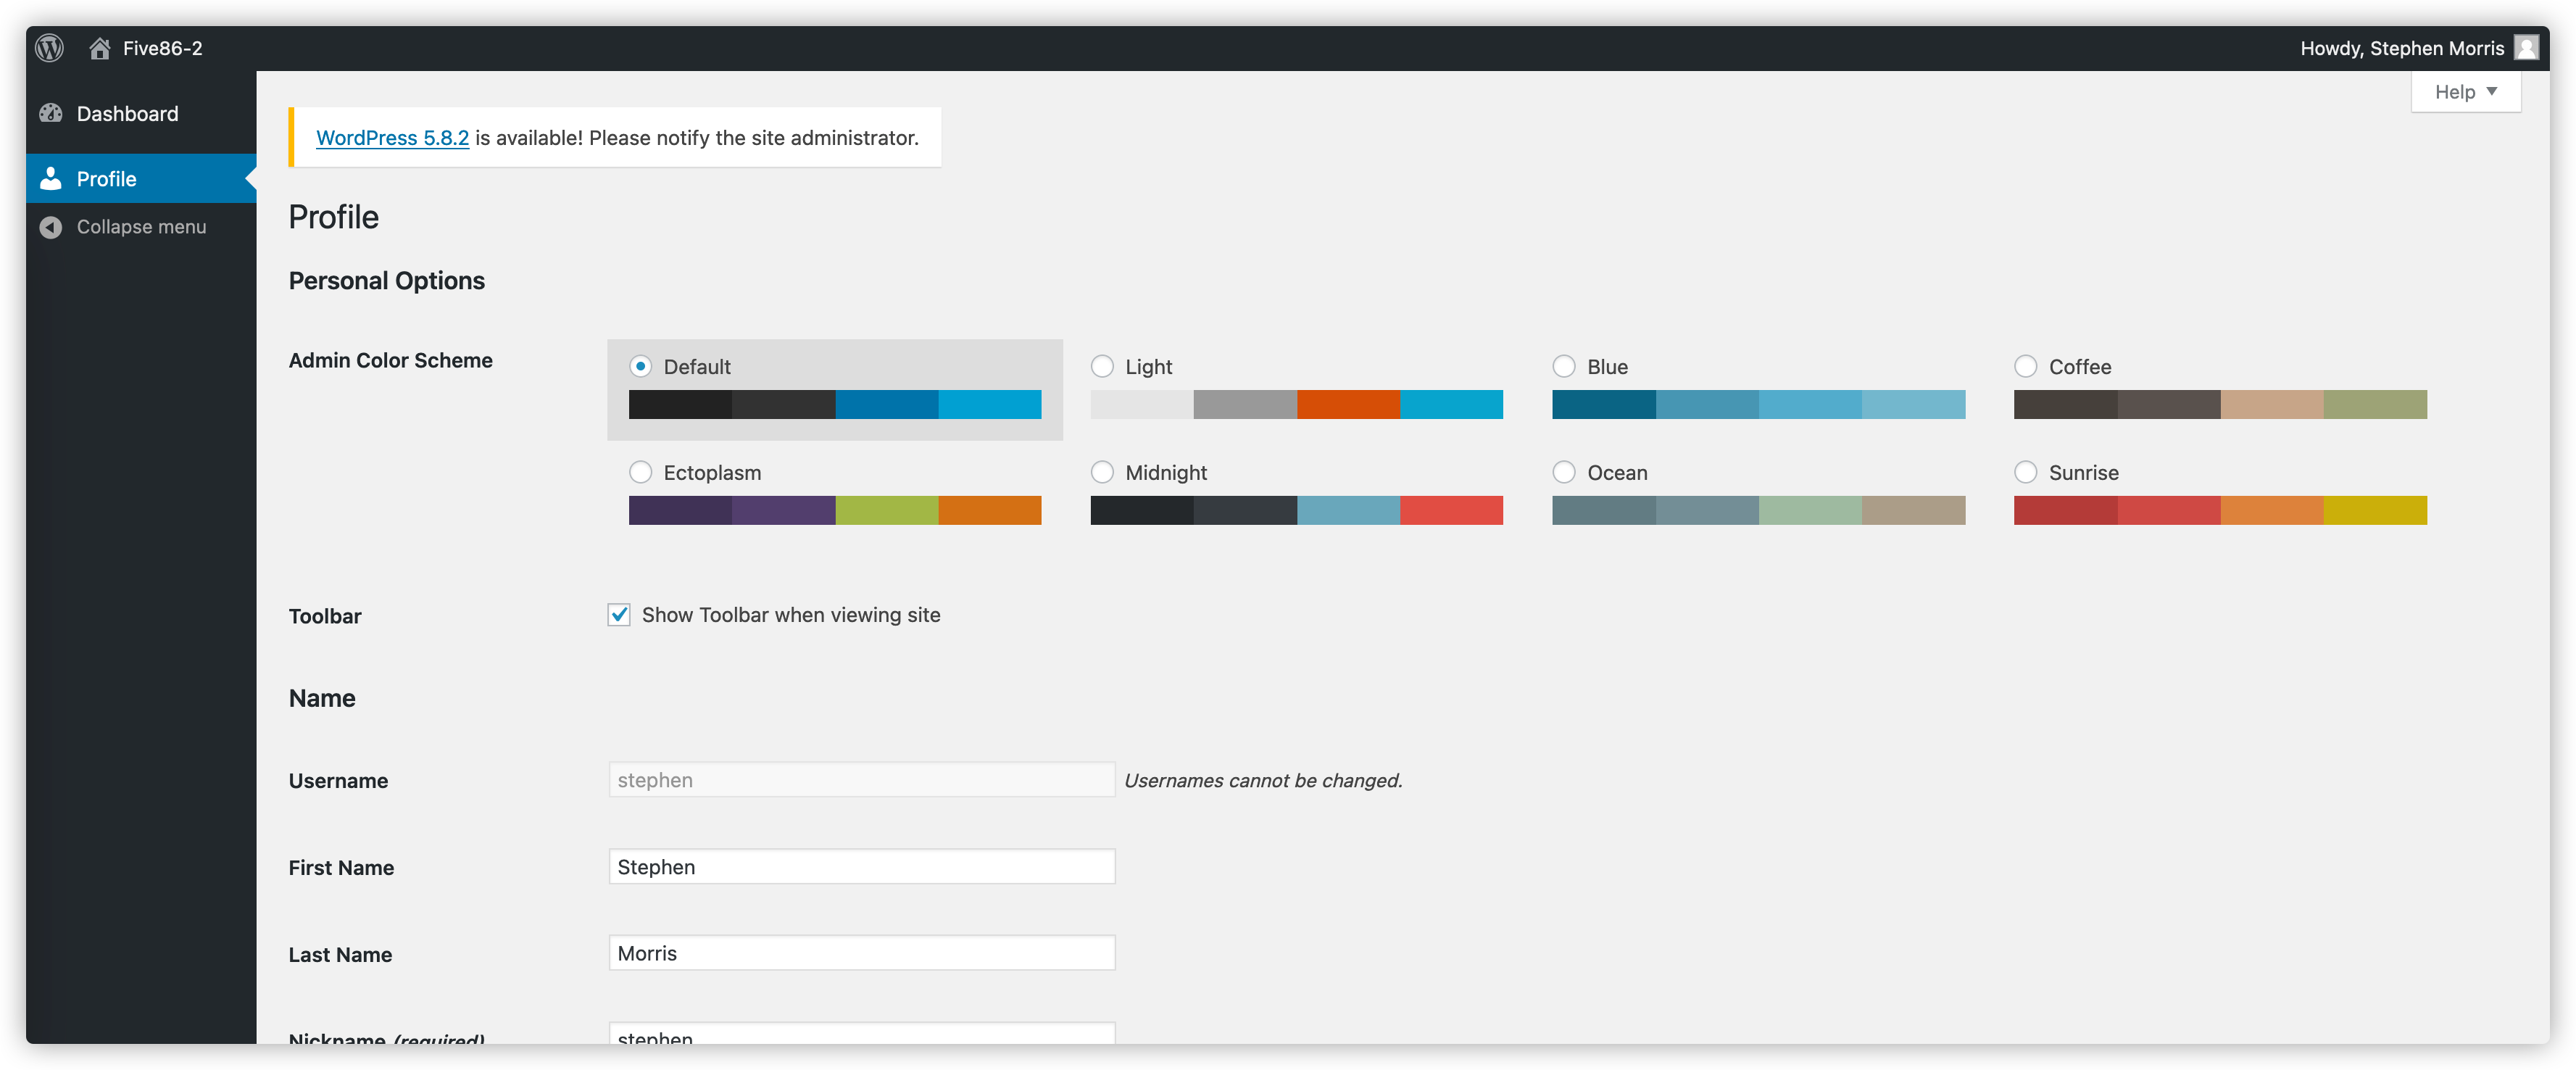 Five86-2
Howdy, Stephen Morris
Dashboard
Profile
Collapse menu
Help
WordPress 5.8.2 is available! Please notify the site administrator.
Profile
Personal Options
Admin Color Scheme
Default
Light
Blue
Coffee
Ectoplasm
Midnight
Ocean
Sunrise
Toolbar
Show Toolbar when viewing site
Name
Username
stephen
Usernames cannot be changed.
First Name
Stephen
Last Name
Morris
Nickname (required)
stephen